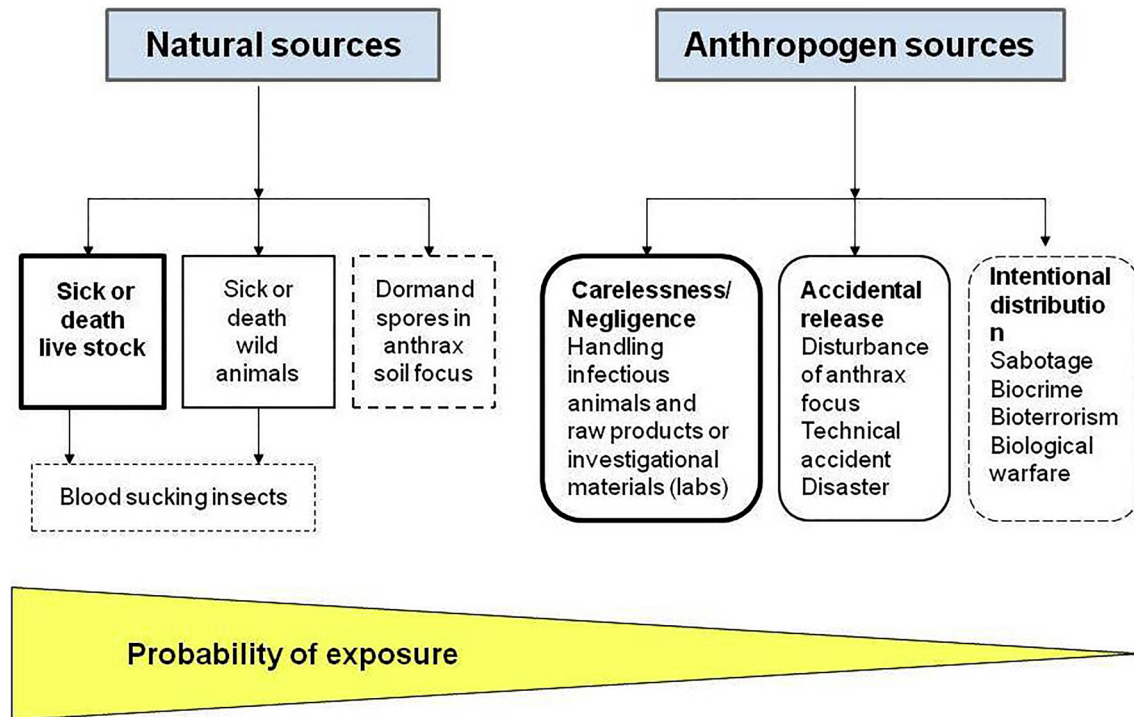 Natural sources
Anthropogen sources
Sick or
death
live stock
Sick or
death
wild
animals
Dormand
spores in
anthrax
soil focus
Blood sucking insects
Carelessness/
Negligence
Handling
infectious
animals and
raw products or
investigational
materials (labs)
Accidental
release
Disturbance
of anthrax
focus
Technical
accident
Disaster
Intentional
distributio
n
Sabotage
Biocrime
Bioterrorism
Biological
warfare
Probability of exposure